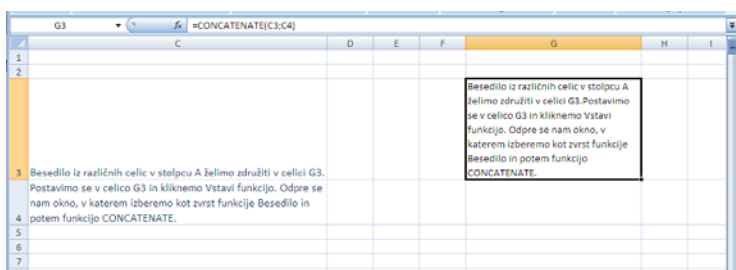 G3 fx =CONCATENATE(C3;C4)
C D E F G H I
1
2
Besedilo iz različnih celic v stolpcu A
želimo združiti v celici G3.Postavimo
se v celico G3 in kliknemo Vstavi
funkcijo. Odpre se nam okno, v
katerem izberemo kot zvrst funkcije
Besedilo in potem funkcijo
CONCATENATE.
3 Besedilo iz različnih celic v stolpcu A želimo združiti v celici G3.
Postavimo se v celico G3 in kliknemo Vstavi funkcijo. Odpre se
nam okno, v katerem izberemo kot zvrst funkcije Besedilo in
4 potem funkcijo CONCATENATE.
5
6
7